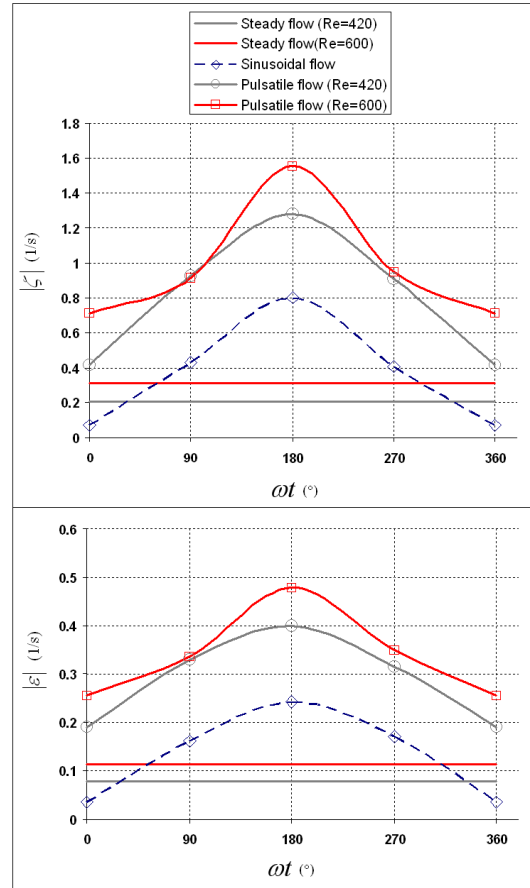 Steady flow (Re=420)
Steady flow(Re=600)
Sinusoidal flow
Pulsatile flow (Re=420)
Pulsatile flow (Re=600)
1.8
1.6
1.4
1.2
1
0.8
0.6
0.4
0.2
0
|ζ| (1/s)
0 90 180 270 360
ωt (°)
0.6
0.5
0.4
0.3
0.2
0.1
0
|ε| (1/s)
0 90 180 270 360
ωt (°)